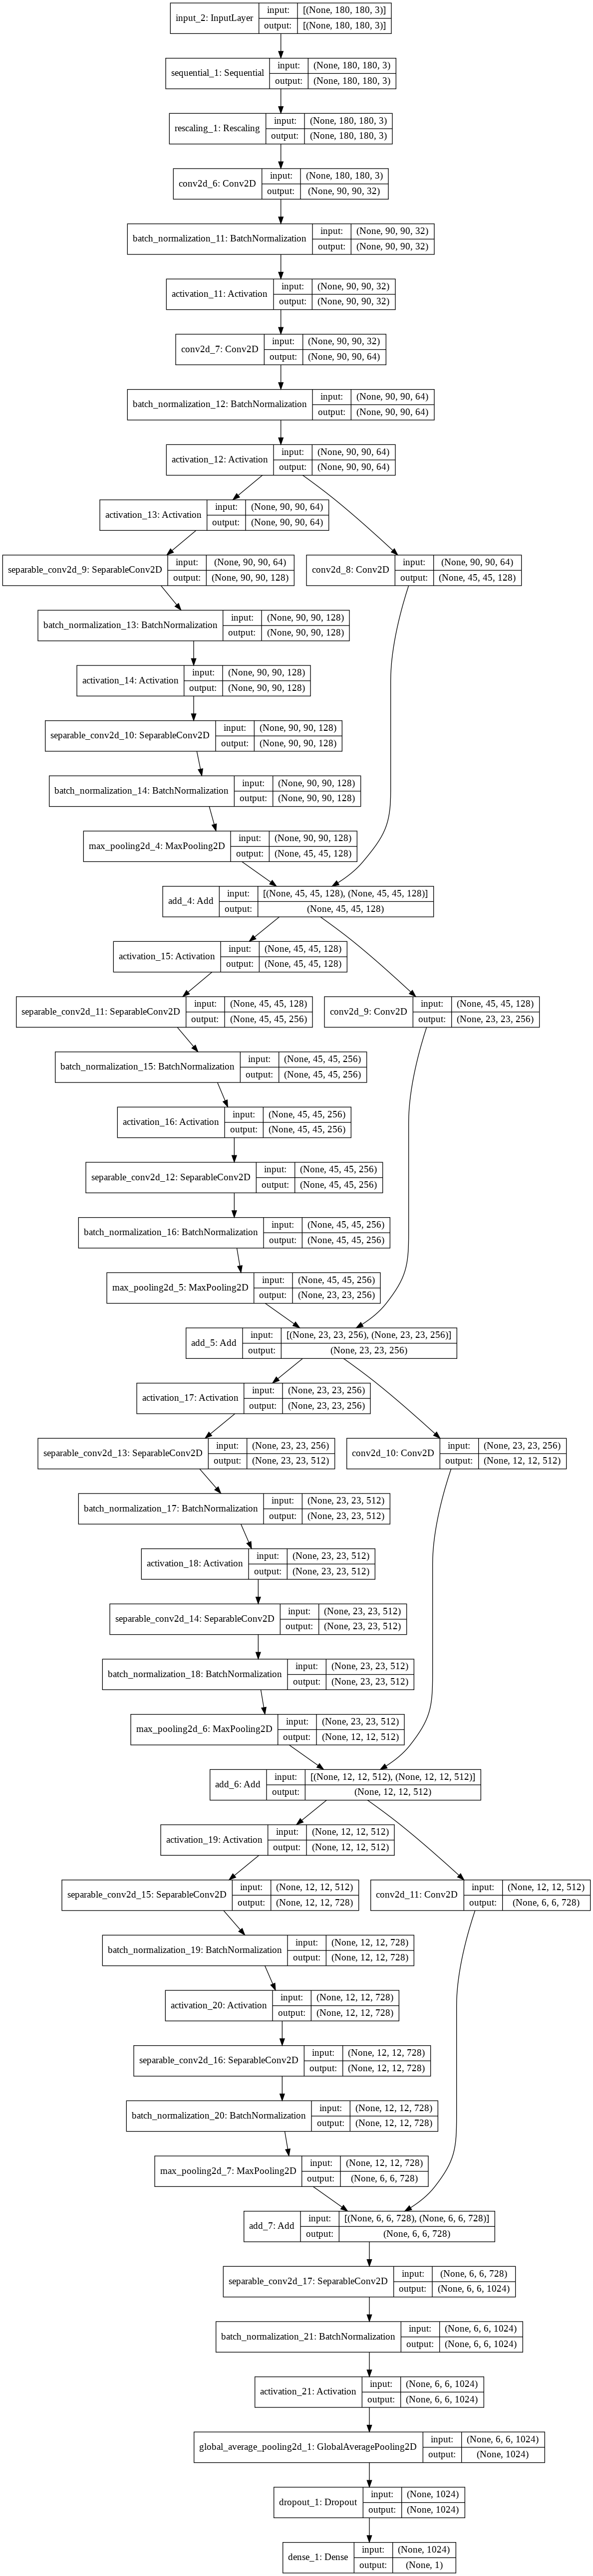 input_2: InputLayer input: [(None, 180, 180, 3)]
output: [(None, 180, 180, 3)]
sequential_1: Sequential input: (None, 180, 180, 3)
output: (None, 180, 180, 3)
rescaling_1: Rescaling input: (None, 180, 180, 3)
output: (None, 180, 180, 3)
conv2d_6: Conv2D input: (None, 180, 180, 3)
output: (None, 90, 90, 32)
batch_normalization_11: BatchNormalization input: (None, 90, 90, 32)
output: (None, 90, 90, 32)
activation_11: Activation input: (None, 90, 90, 32)
output: (None, 90, 90, 32)
conv2d_7: Conv2D input: (None, 90, 90, 32)
output: (None, 90, 90, 64)
batch_normalization_12: BatchNormalization input: (None, 90, 90, 64)
output: (None, 90, 90, 64)
activation_12: Activation input: (None, 90, 90, 64)
output: (None, 90, 90, 64)
activation_13: Activation input: (None, 90, 90, 64)
output: (None, 90, 90, 64)
separable_conv2d_9: SeparableConv2D input: (None, 90, 90, 64)
output: (None, 90, 90, 128)
conv2d_8: Conv2D input: (None, 90, 90, 64)
output: (None, 45, 45, 128)
batch_normalization_13: BatchNormalization input: (None, 90, 90, 128)
output: (None, 90, 90, 128)
activation_14: Activation input: (None, 90, 90, 128)
output: (None, 90, 90, 128)
separable_conv2d_10: SeparableConv2D input: (None, 90, 90, 128)
output: (None, 90, 90, 128)
batch_normalization_14: BatchNormalization input: (None, 90, 90, 128)
output: (None, 90, 90, 128)
max_pooling2d_4: MaxPooling2D input: (None, 90, 90, 128)
output: (None, 45, 45, 128)
add_4: Add input: [(None, 45, 45, 128), (None, 45, 45, 128)]
output: (None, 45, 45, 128)
activation_15: Activation input: (None, 45, 45, 128)
output: (None, 45, 45, 128)
separable_conv2d_11: SeparableConv2D input: (None, 45, 45, 128)
output: (None, 45, 45, 256)
conv2d_9: Conv2D input: (None, 45, 45, 128)
output: (None, 23, 23, 256)
batch_normalization_15: BatchNormalization input: (None, 45, 45, 256)
output: (None, 45, 45, 256)
activation_16: Activation input: (None, 45, 45, 256)
output: (None, 45, 45, 256)
separable_conv2d_12: SeparableConv2D input: (None, 45, 45, 256)
output: (None, 45, 45, 256)
batch_normalization_16: BatchNormalization input: (None, 45, 45, 256)
output: (None, 45, 45, 256)
max_pooling2d_5: MaxPooling2D input: (None, 45, 45, 256)
output: (None, 23, 23, 256)
add_5: Add input: [(None, 23, 23, 256), (None, 23, 23, 256)]
output: (None, 23, 23, 256)
activation_17: Activation input: (None, 23, 23, 256)
output: (None, 23, 23, 256)
separable_conv2d_13: SeparableConv2D input: (None, 23, 23, 256)
output: (None, 23, 23, 512)
conv2d_10: Conv2D input: (None, 23, 23, 256)
output: (None, 12, 12, 512)
batch_normalization_17: BatchNormalization input: (None, 23, 23, 512)
output: (None, 23, 23, 512)
activation_18: Activation input: (None, 23, 23, 512)
output: (None, 23, 23, 512)
separable_conv2d_14: SeparableConv2D input: (None, 23, 23, 512)
output: (None, 23, 23, 512)
batch_normalization_18: BatchNormalization input: (None, 23, 23, 512)
output: (None, 23, 23, 512)
max_pooling2d_6: MaxPooling2D input: (None, 23, 23, 512)
output: (None, 12, 12, 512)
add_6: Add input: [(None, 12, 12, 512), (None, 12, 12, 512)]
output: (None, 12, 12, 512)
activation_19: Activation input: (None, 12, 12, 512)
output: (None, 12, 12, 512)
separable_conv2d_15: SeparableConv2D input: (None, 12, 12, 512)
output: (None, 12, 12, 728)
conv2d_11: Conv2D input: (None, 12, 12, 512)
output: (None, 6, 6, 728)
batch_normalization_19: BatchNormalization input: (None, 12, 12, 728)
output: (None, 12, 12, 728)
activation_20: Activation input: (None, 12, 12, 728)
output: (None, 12, 12, 728)
separable_conv2d_16: SeparableConv2D input: (None, 12, 12, 728)
output: (None, 12, 12, 728)
batch_normalization_20: BatchNormalization input: (None, 12, 12, 728)
output: (None, 12, 12, 728)
max_pooling2d_7: MaxPooling2D input: (None, 12, 12, 728)
output: (None, 6, 6, 728)
add_7: Add input: [(None, 6, 6, 728), (None, 6, 6, 728)]
output: (None, 6, 6, 728)
separable_conv2d_17: SeparableConv2D input: (None, 6, 6, 728)
output: (None, 6, 6, 1024)
batch_normalization_21: BatchNormalization input: (None, 6, 6, 1024)
output: (None, 6, 6, 1024)
activation_21: Activation input: (None, 6, 6, 1024)
output: (None, 6, 6, 1024)
global_average_pooling2d_1: GlobalAveragePooling2D input: (None, 6, 6, 1024)
output: (None, 1024)
dropout_1: Dropout input: (None, 1024)
output: (None, 1024)
dense_1: Dense input: (None, 1024)
output: (None, 1)